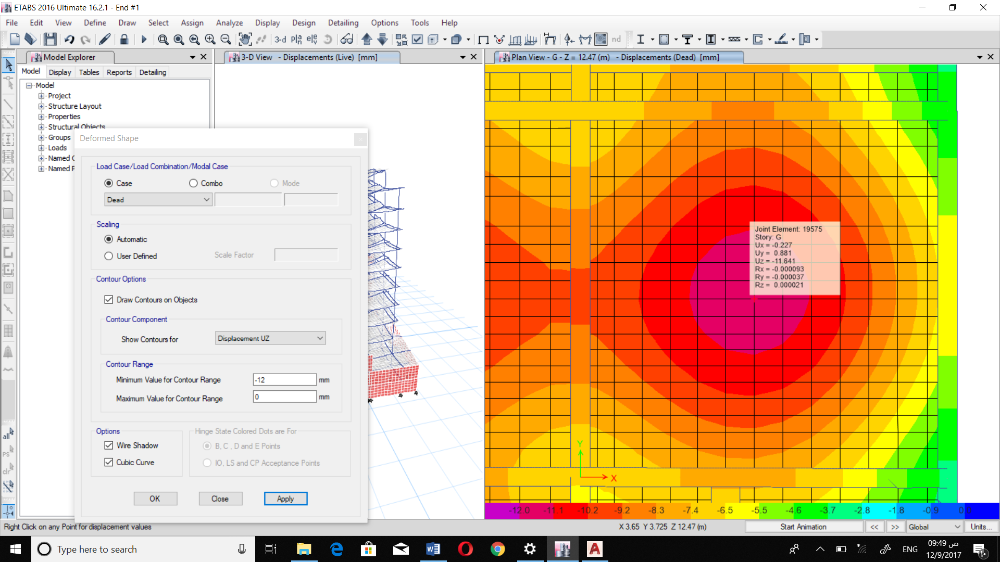 ETABS 2016 Ultimate 16.2.1 - End #1
File Edit View Define Draw Select Assign Analyze Display Design Detailing Options Tools Help
3-d
nd
Model Explorer
Model Display Tables Reports Detailing
Model
Project
Structure Layout
Properties
Structural Objects
Groups
Loads
Named
Named
3-D View - Displacements (Live) [mm]
Plan View - G - Z = 12.47 (m) - Displacements (Dead) [mm]
Deformed Shape
Load Case/Load Combination/Modal Case
Case Combo Mode
Dead
Scaling
Automatic
User Defined Scale Factor
Contour Options
Draw Contours on Objects
Contour Component
Show Contours for Displacement UZ
Contour Range
Minimum Value for Contour Range -12 mm
Maximum Value for Contour Range 0 mm
Options
Wire Shadow
Cubic Curve
Hinge State Colored Dots are For
B, C , D and E Points
IO, LS and CP Acceptance Points
OK Close Apply
all
PS
clr
Joint Element: 19575
Story: G
Ux = -0.227
Uy = 0.881
Uz = -11.641
Rx = -0.000093
Ry = -0.000037
Rz = 0.000021
Y
X
-12.0 -11.1 -10.2 -9.2 -8.3 -7.4 -6.5 -5.5 -4.6 -3.7 -2.8 -1.8 -0.9 0.0
Right Click on any Point for displacement values
X 3.65 Y 3.725 Z 12.47 (m)
Start Animation << >> Global Units...
Type here to search
ENG
09:49 ص
12/9/2017